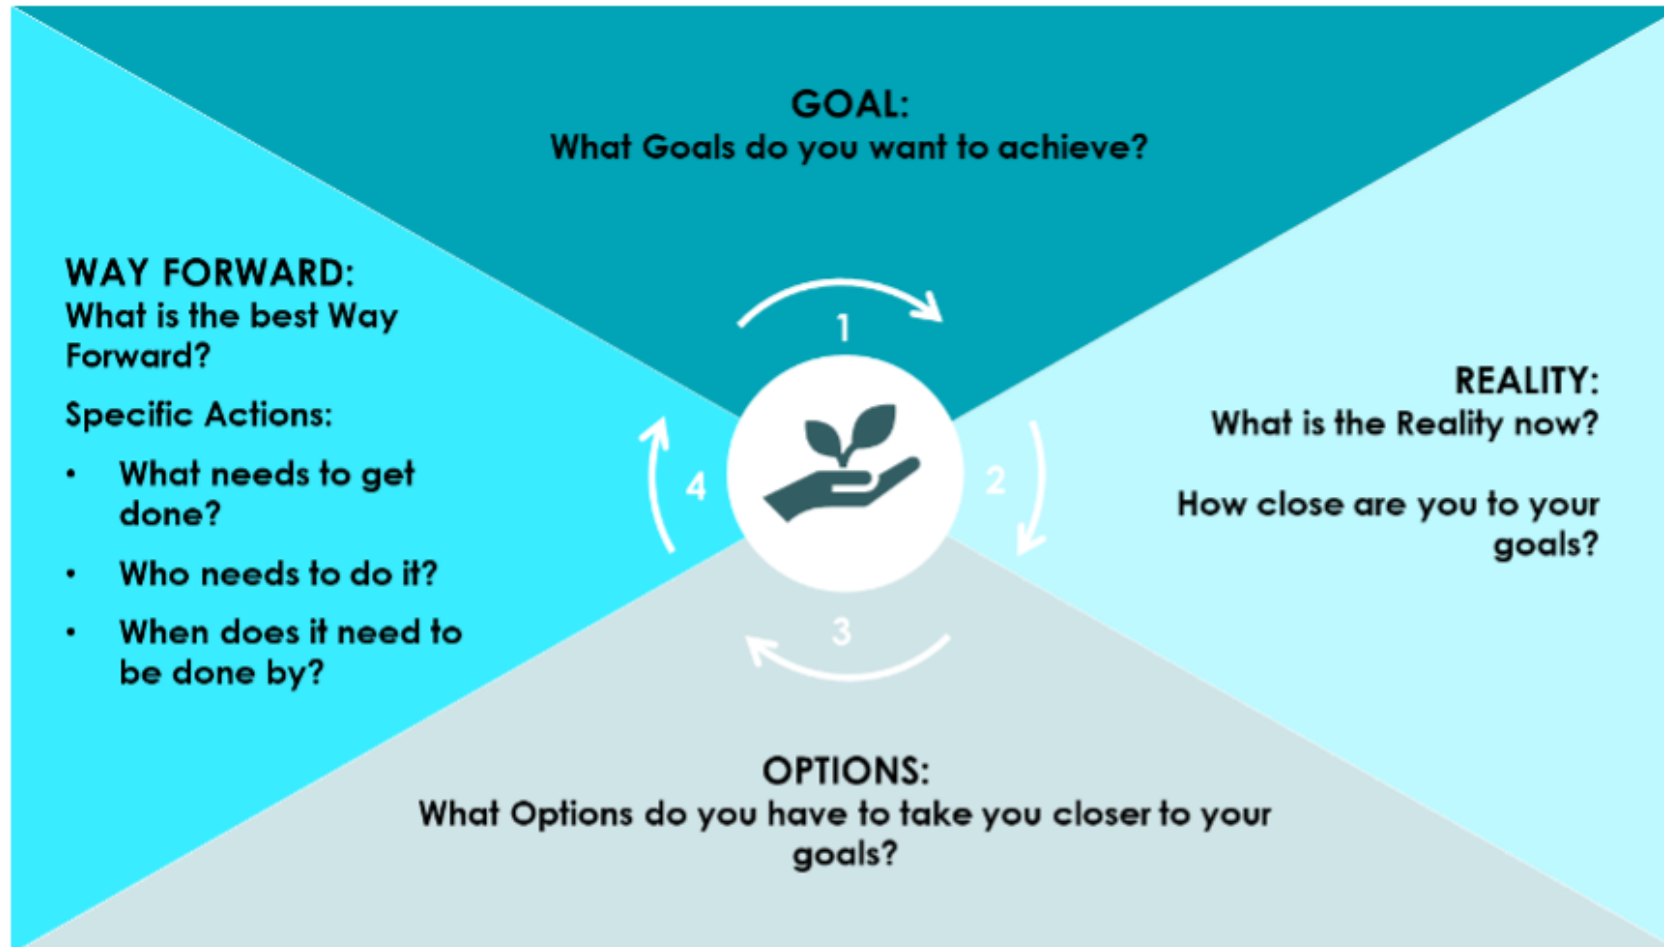 GOAL:
What Goals do you want to achieve?
1
REALITY:
What is the Reality now?
How close are you to your
goals?
2
OPTIONS:
What Options do you have to take you closer to your
goals?
3
WAY FORWARD:
What is the best Way
Forward?
Specific Actions:
• What needs to get
done?
• Who needs to do it?
• When does it need to
be done by?
4